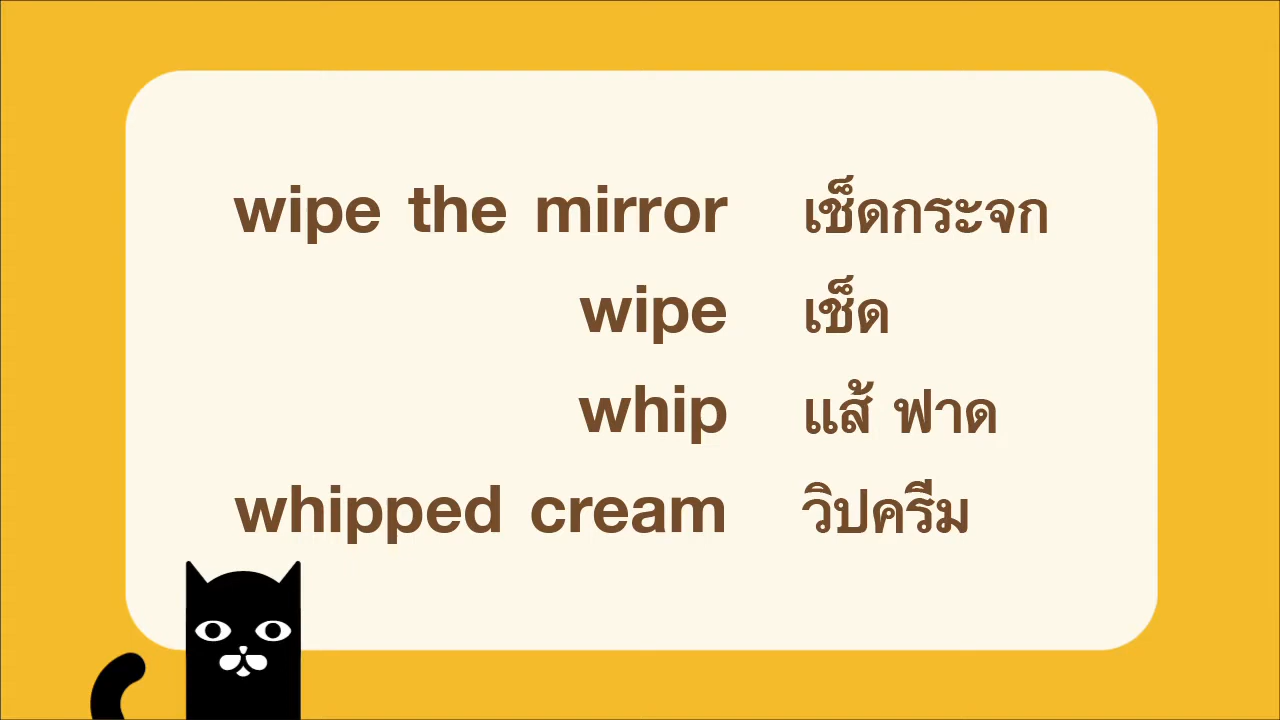 wipe the mirror เช็ดกระจก
wipe เช็ด
whip แส้ ฟาด
whipped cream วิปครีม